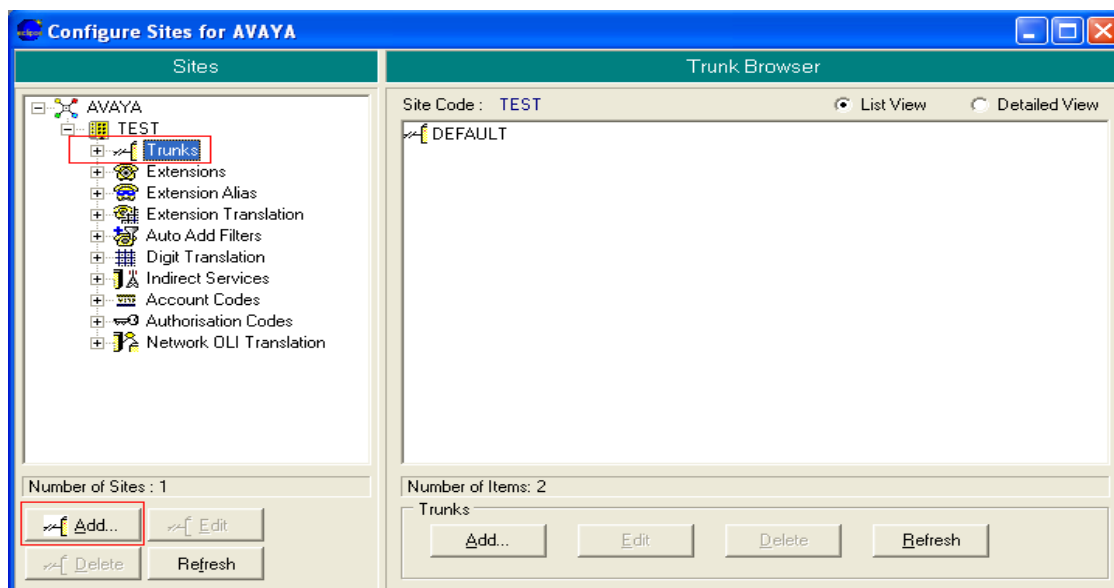 Configure Sites for AVAYA
Sites
AVAYA
TEST
Trunks
Extensions
Extension Alias
Extension Translation
Auto Add Filters
Digit Translation
Indirect Services
Account Codes
Authorisation Codes
Network OLI Translation
Number of Sites : 1
Add... Edit
Delete Refresh
Trunk Browser
Site Code : TEST List View Detailed View
DEFAULT
Number of Items: 2
Trunks
Add... Edit Delete Refresh